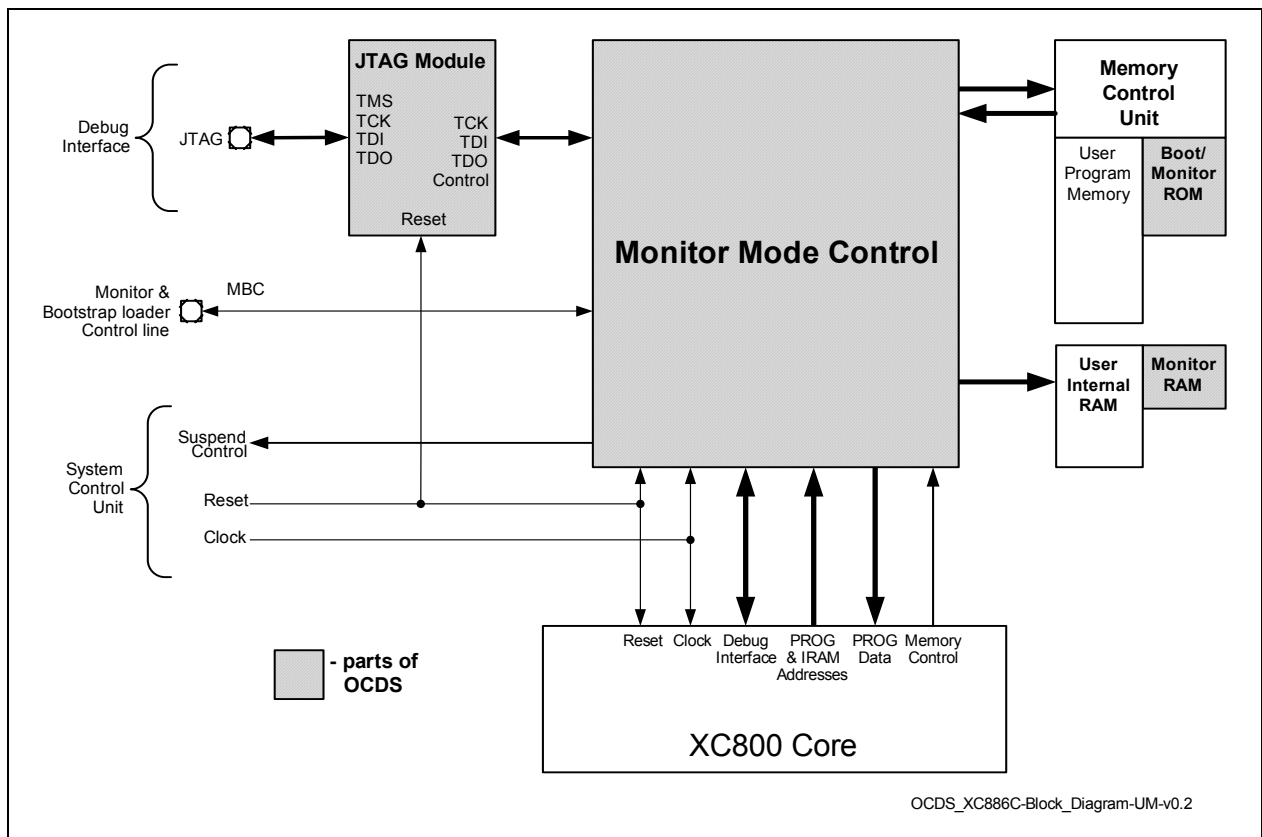 JTAG Module
TMS
TCK
TDI
TDO
TCK
TDI
TDO
Control
Reset
Debug
Interface
JTAG
Monitor Mode Control
Memory
Control
Unit
User
Program
Memory
Boot/
Monitor
ROM
Monitor &
Bootstrap loader
Control line
MBC
User
Internal
RAM
Monitor
RAM
System
Control
Unit
Suspend
Control
Reset
Clock
Reset
Clock
Debug
Interface
PROG
& IRAM
Addresses
PROG
Data
Memory
Control
XC800 Core
- parts of
OCDS
OCDS_XC886C-Block_Diagram-UM-v0.2